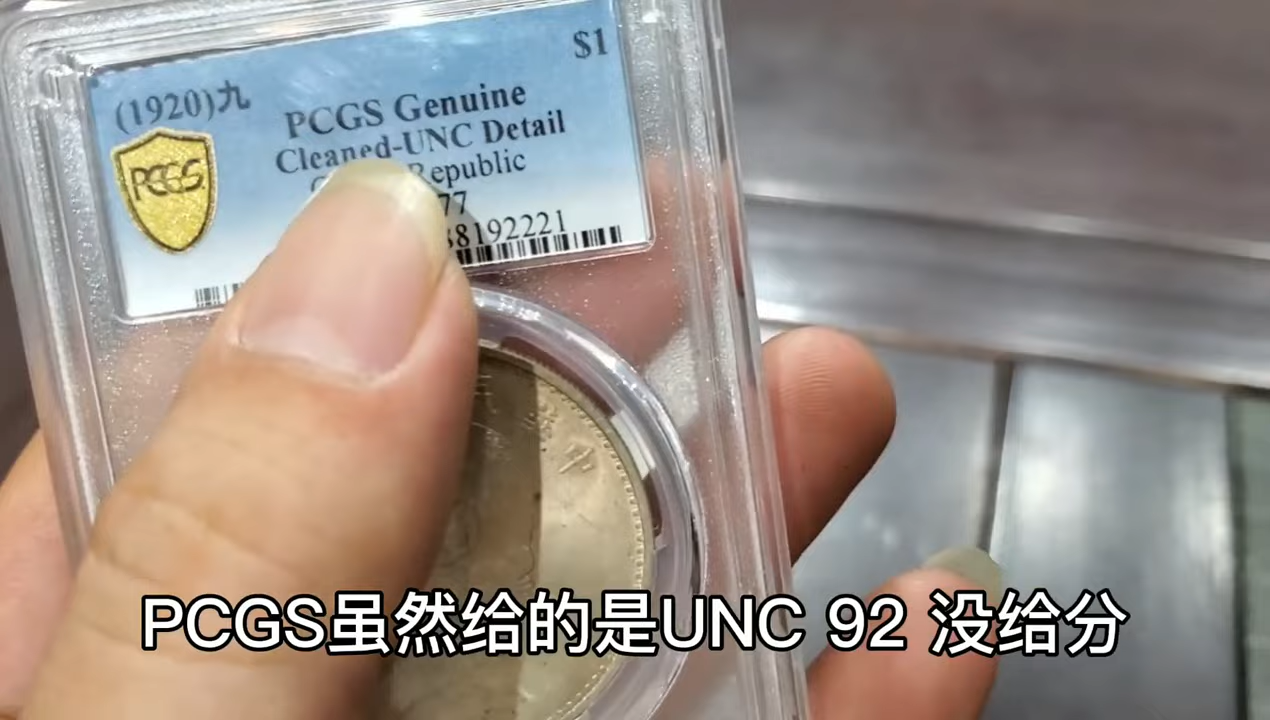 $1
(1920)九
PCGS Genuine
Cleaned-UNC Detail
PCGS
Republic
77
8192221
中
PCGS虽然给的是UNC 92 没给分